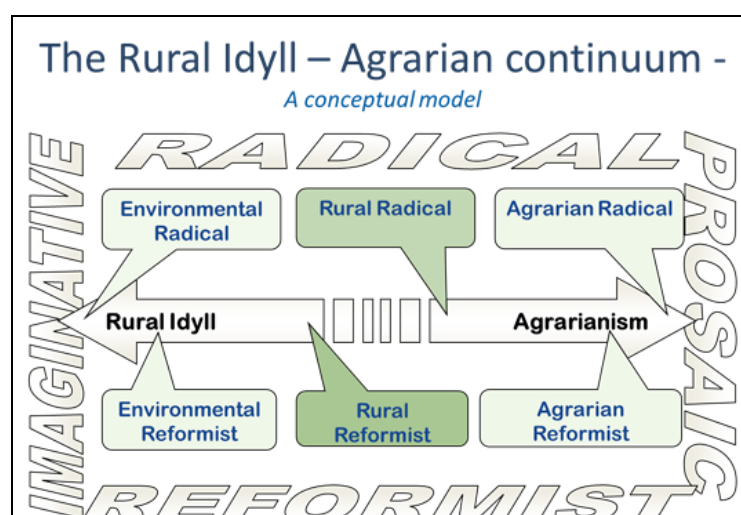 The Rural Idyll – Agrarian continuum -
A conceptual model
RADICAL
IMAGINATIVE
PROSAIC
Environmental
Radical
Rural Radical
Agrarian Radical
Rural Idyll
Agrarianism
Environmental
Reformist
Rural
Reformist
Agrarian
Reformist
REFORMIST